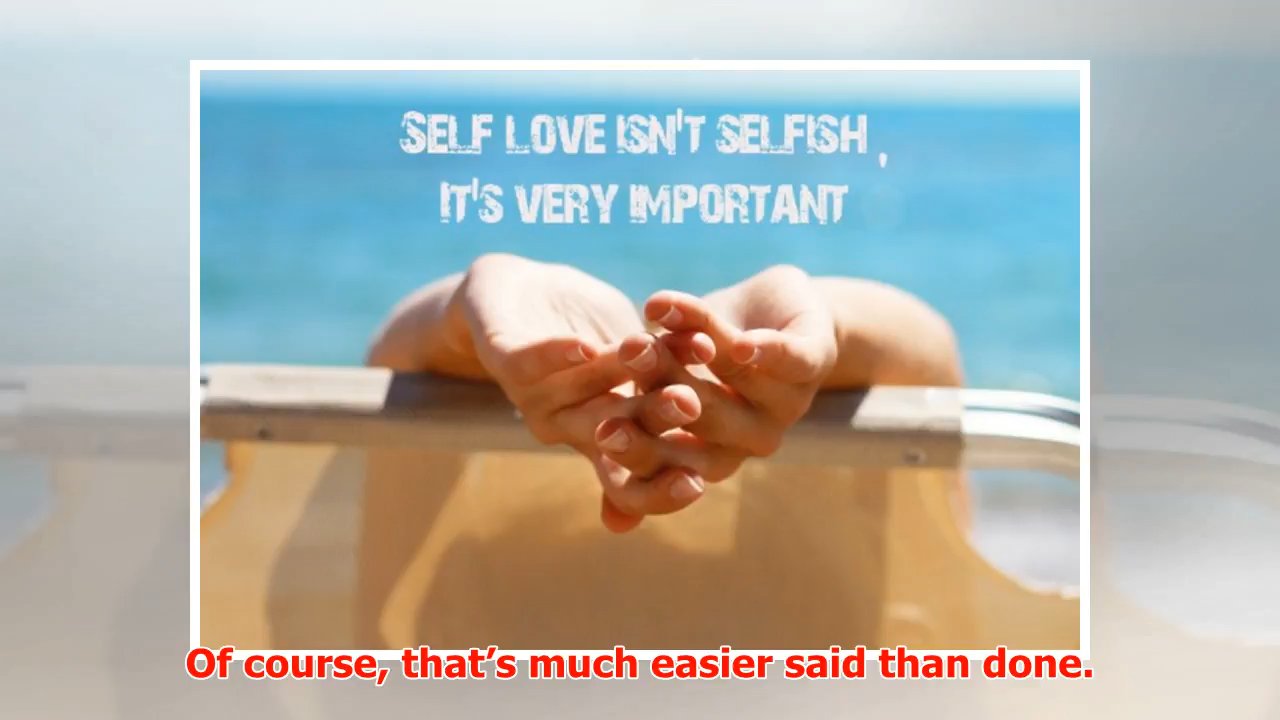 SELF LOVE ISN'T SELFISH ,
IT'S VERY IMPORTANT
Of course, that’s much easier said than done.